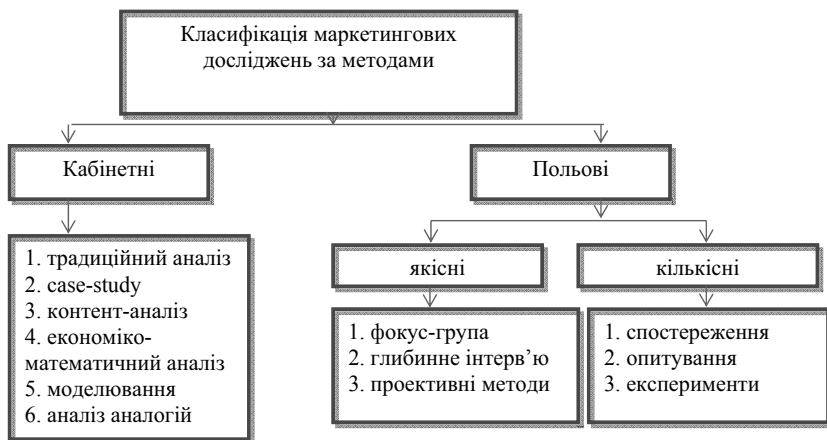 Класифікація маркетингових
досліджень за методами
Кабінетні
Польові
1. традиційний аналіз
2. case-study
3. контент-аналіз
4. економіко-
математичний аналіз
5. моделювання
6. аналіз аналогій
якісні
кількісні
1. фокус-група
2. глибинне інтерв’ю
3. проективні методи
1. спостереження
2. опитування
3. експерименти